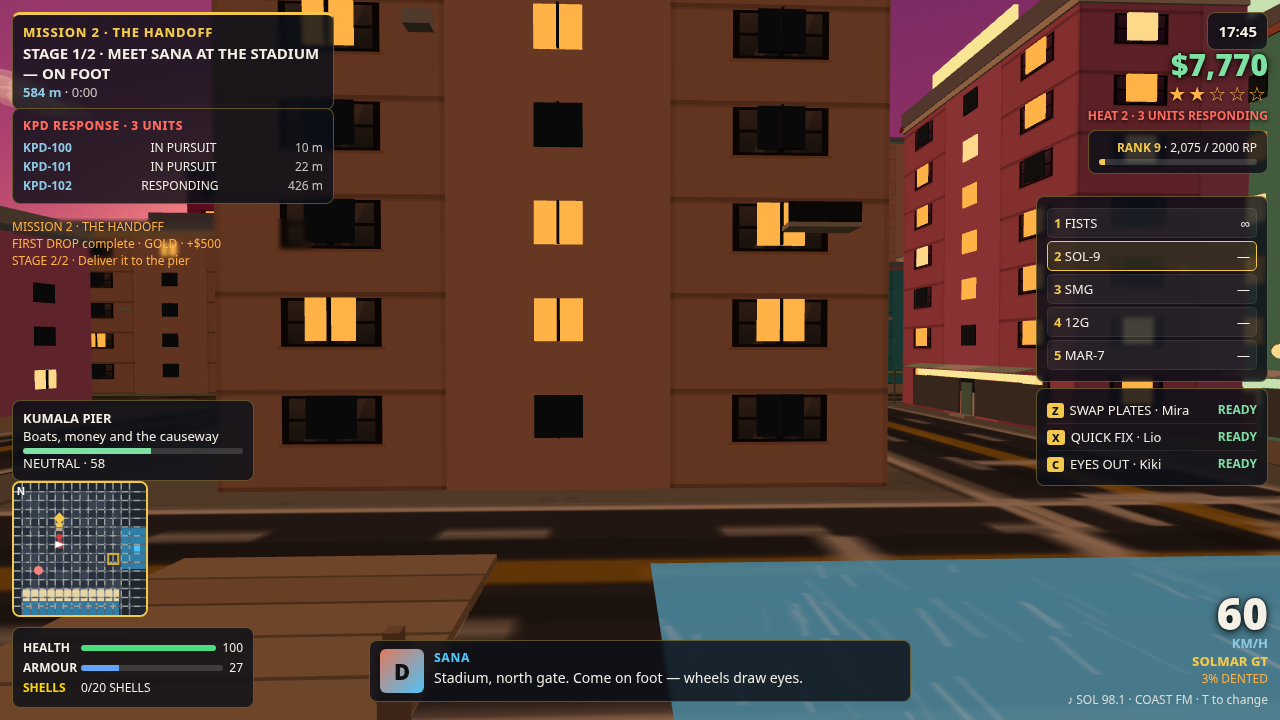 MISSION 2 · THE HANDOFF
STAGE 1/2 · MEET SANA AT THE STADIUM
— ON FOOT
584 m · 0:00
KPD RESPONSE · 3 UNITS
KPD-100 IN PURSUIT 10 m
KPD-101 IN PURSUIT 22 m
KPD-102 RESPONDING 426 m
MISSION 2 · THE HANDOFF
FIRST DROP complete · GOLD · +$500
STAGE 2/2 · Deliver it to the pier
KUMALA PIER
Boats, money and the causeway
NEUTRAL · 58
N
HEALTH 100
ARMOUR 27
SHELLS 0/20 SHELLS
D
SANA
Stadium, north gate. Come on foot — wheels draw eyes.
17:45
$7,770
★★☆☆☆
HEAT 2 · 3 UNITS RESPONDING
RANK 9 · 2,075 / 2000 RP
1 FISTS ∞
2 SOL-9 —
3 SMG —
4 12G —
5 MAR-7 —
Z SWAP PLATES · Mira READY
X QUICK FIX · Lio READY
C EYES OUT · Kiki READY
60
KM/H
SOLMAR GT
3% DENTED
♪ SOL 98.1 · COAST FM · T to change